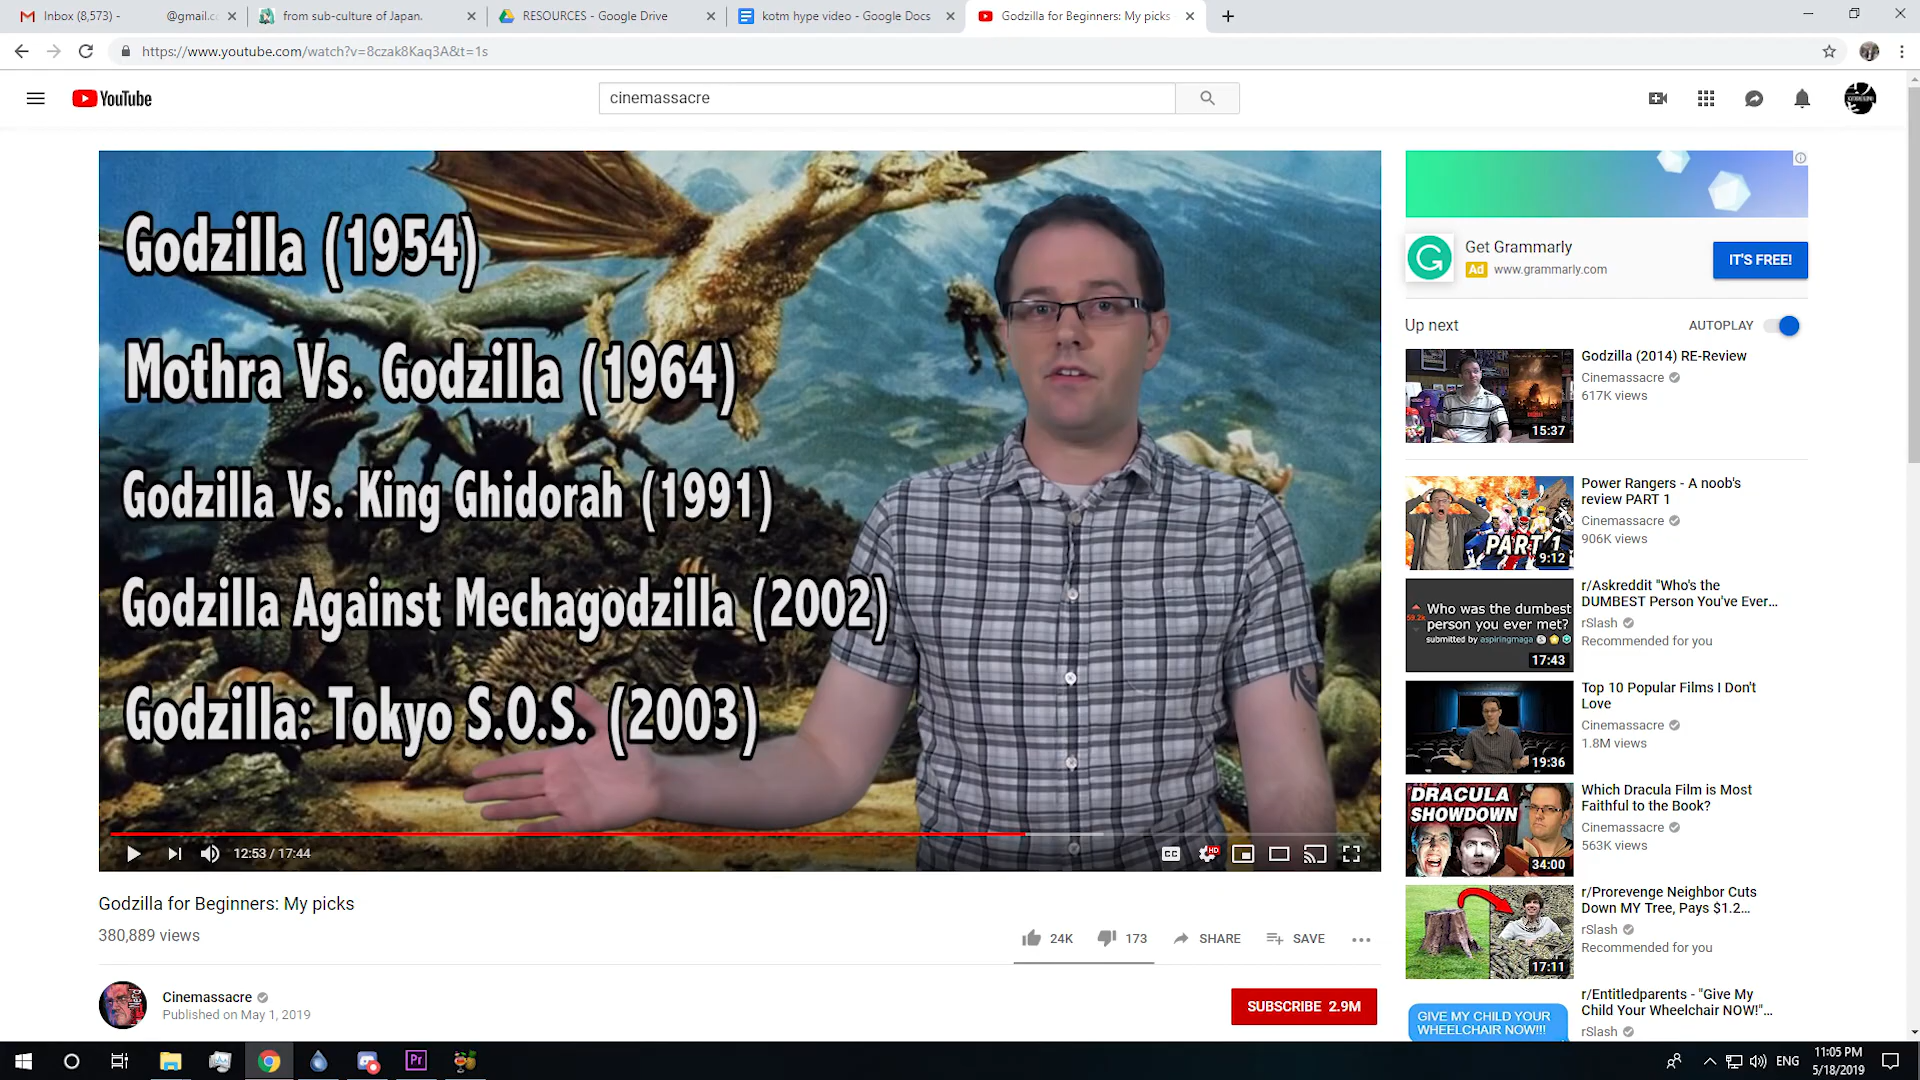 Inbox (8,573) -
@gmail.c
from sub-culture of Japan.
RESOURCES - Google Drive
kotm hype video - Google Docs
Godzilla for Beginners: My picks
https://www.youtube.com/watch?v=8czak8Kaq3A&t=1s
YouTube
cinemassacre
Godzilla (1954)
Mothra Vs. Godzilla (1964)
Godzilla Vs. King Ghidorah (1991)
Godzilla Against Mechagodzilla (2002)
Godzilla: Tokyo S.O.S. (2003)
12:53 / 17:44
CC
HD
Godzilla for Beginners: My picks
380,889 views
24K
173
SHARE
SAVE
Cinemassacre
Published on May 1, 2019
SUBSCRIBE 2.9M
Get Grammarly
Ad www.grammarly.com
IT'S FREE!
Up next
AUTOPLAY
15:37
Godzilla (2014) RE-Review
Cinemassacre
617K views
PART 1
9:12
Power Rangers - A noob's
review PART 1
Cinemassacre
906K views
Who was the dumbest
person you ever met?
submitted by aspiringmaga
17:43
r/Askreddit "Who's the
DUMBEST Person You've Ever...
rSlash
Recommended for you
19:36
Top 10 Popular Films I Don't
Love
Cinemassacre
1.8M views
DRACULA
SHOWDOWN
34:00
Which Dracula Film is Most
Faithful to the Book?
Cinemassacre
563K views
17:11
r/Prorevenge Neighbor Cuts
Down MY Tree, Pays $1.2...
rSlash
Recommended for you
GIVE MY CHILD YOUR
WHEELCHAIR NOW!!!
r/Entitledparents - "Give My
Child Your Wheelchair NOW!"...
rSlash
Pr
ENG
11:05 PM
5/18/2019